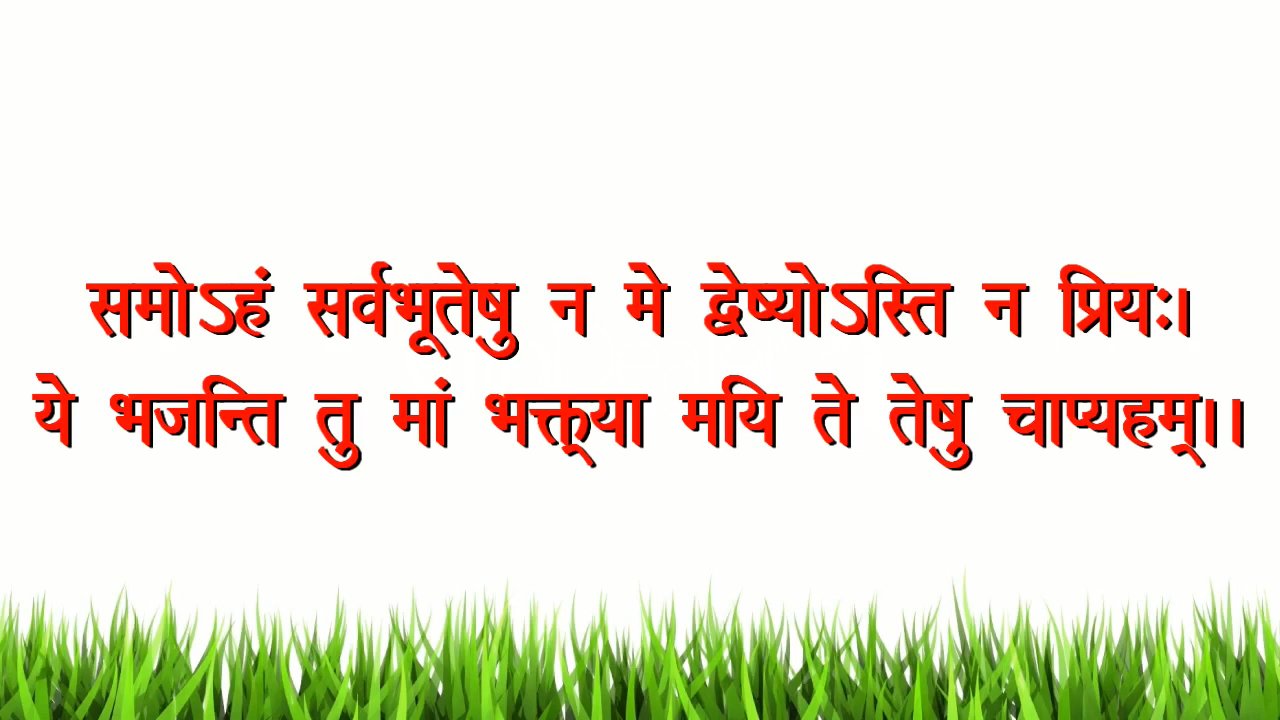 समोऽहं सर्वभूतेषु न मे द्वेष्योऽस्ति न प्रियः।
ये भजन्ति तु मां भक्त्या मयि ते तेषु चाप्यहम्।।